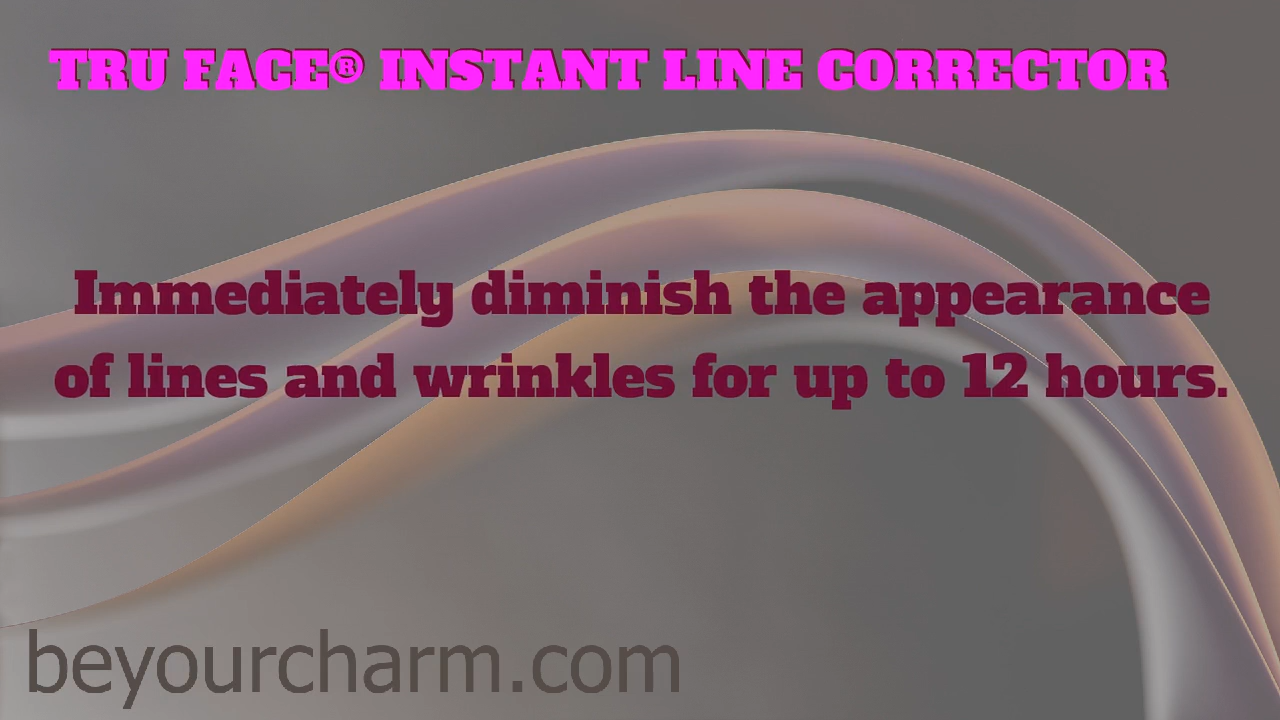 TRU FACE® INSTANT LINE CORRECTOR
Immediately diminish the appearance
of lines and wrinkles for up to 12 hours.
beyourcharm.com